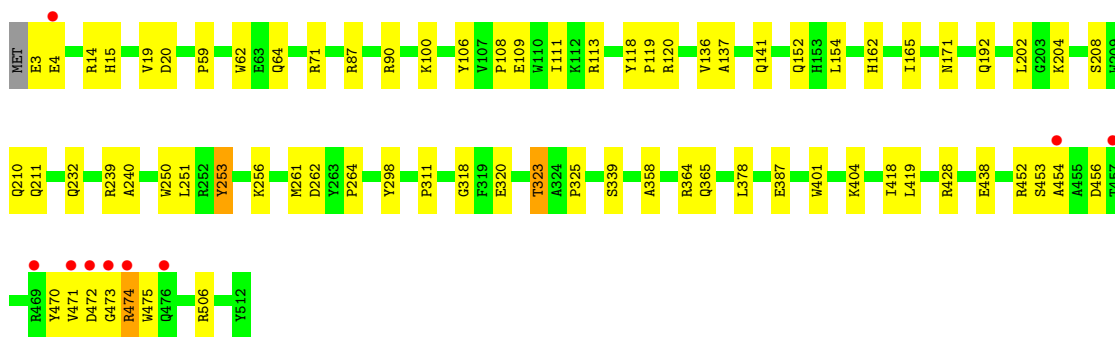 MET E3 E4 R14 H15 V19 D20 P59 W62 E63 Q64 R71 R87 R90 K100 Y106 V107 P108 E109 W110 I111 K112 R113 Y118 P119 R120 V136 A137 Q141 Q152 H153 L154 H162 I165 N171 Q192 L202 G203 K204 S208 W209
Q210 Q211 Q232 R239 A240 W250 L251 R252 Y253 K256 M261 D262 Y263 P264 Y298 P311 G318 F319 E320 T323 A324 P325 S339 A358 R364 Q365 L378 E387 W401 K404 I418 L419 R428 E438 R452 S453 A454 A455 D456 T457
R469 Y470 V471 D472 G473 R474 W475 Q476 R506 Y512